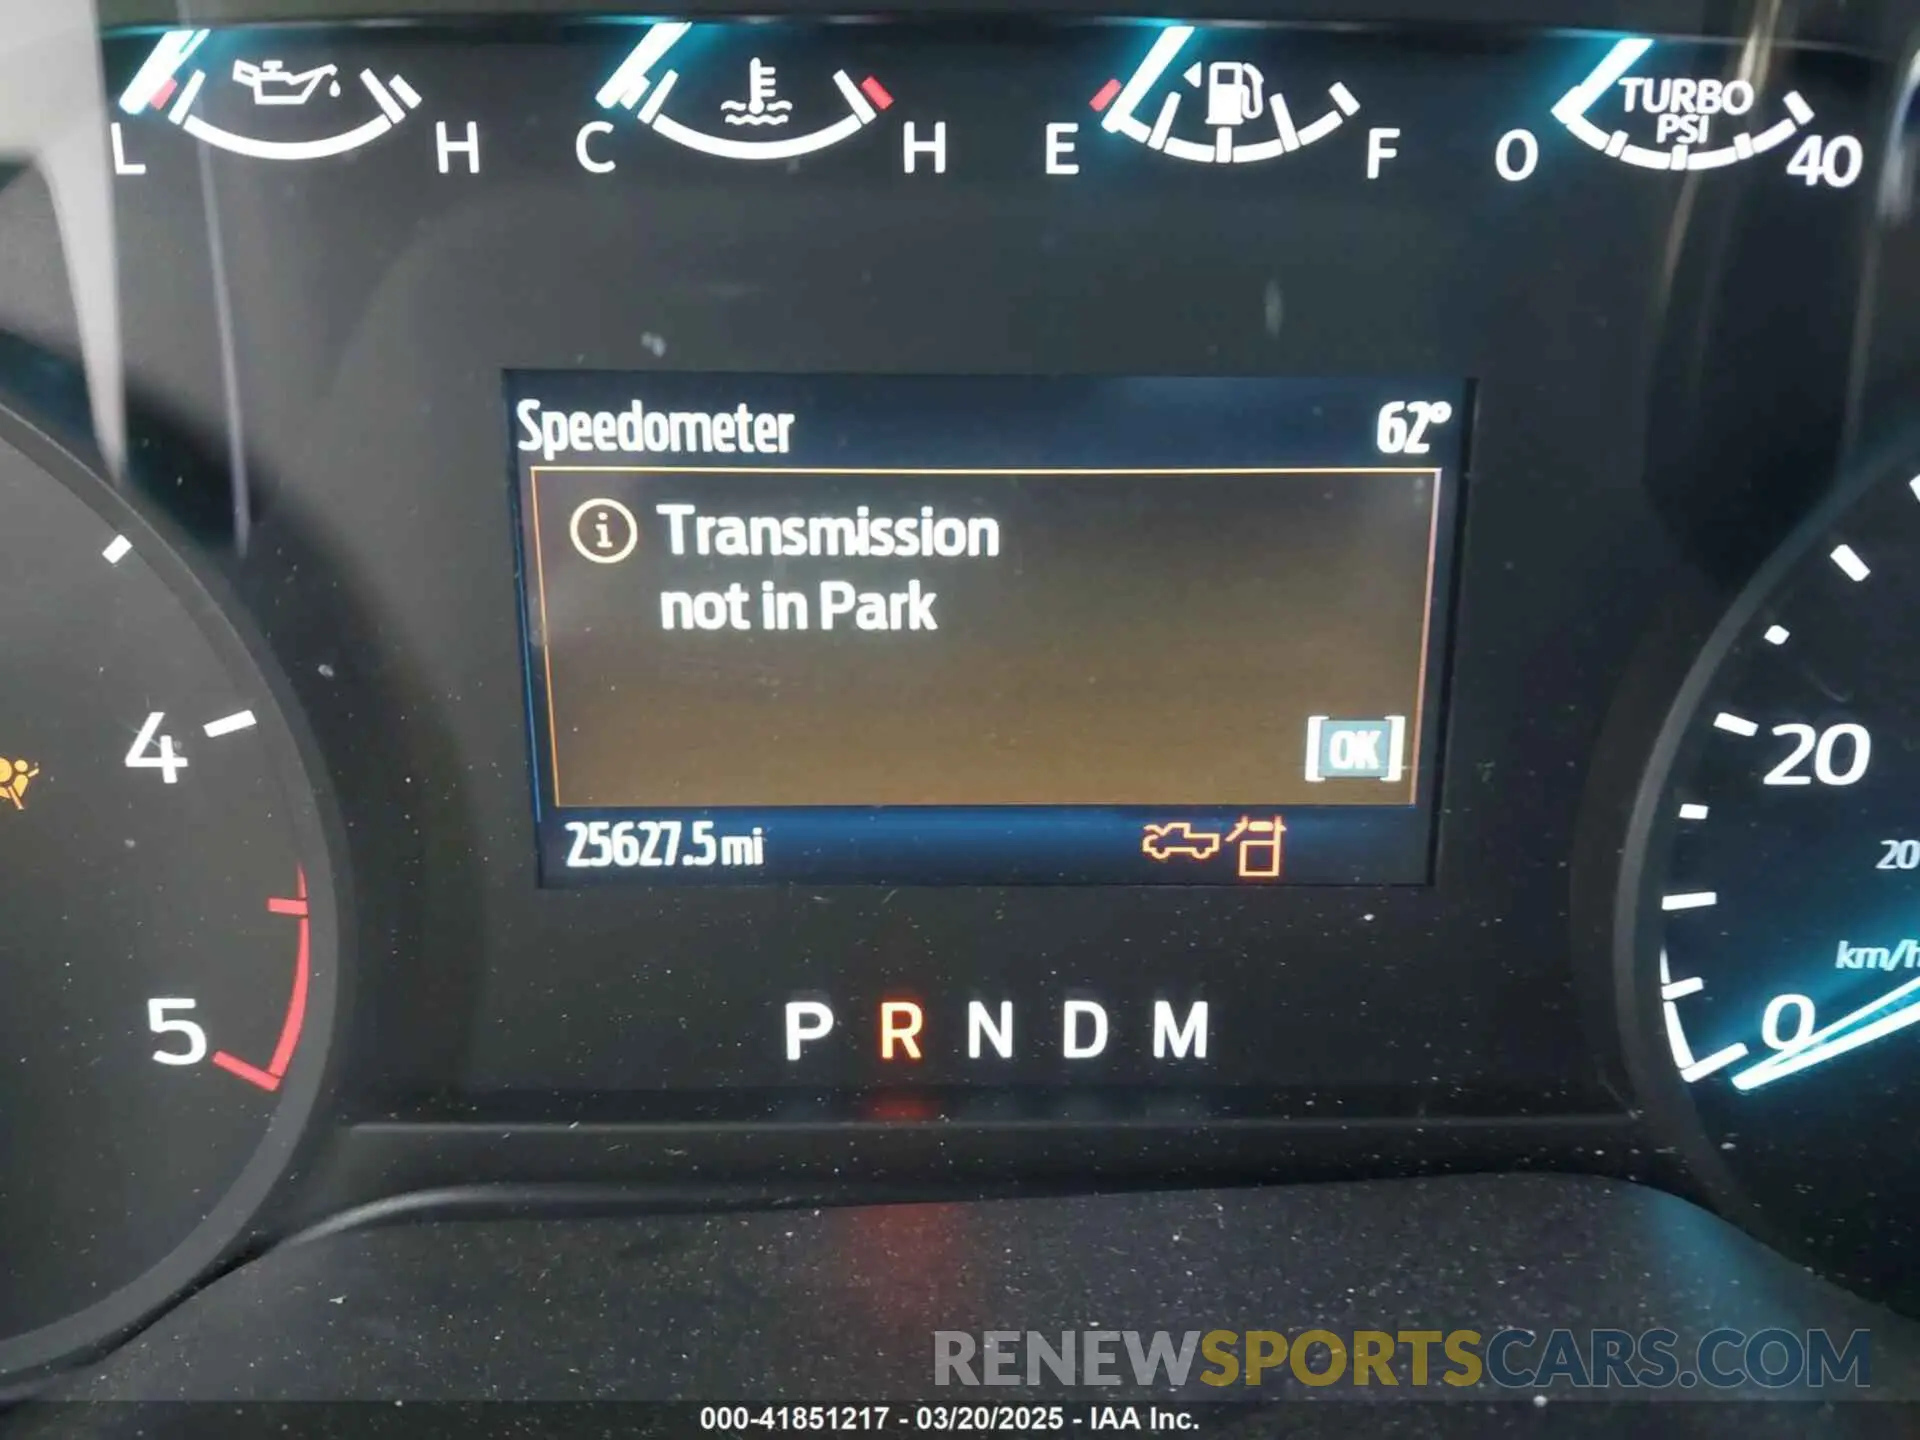 TURBO
PSI
L H C H E F 0 40
Speedometer 62°
Transmission
not in Park
OK
4
20
25627.5 mi
20
km/h
5
P R N D M
0
RENEWSPORTSCARS.COM
000-41851217 - 03/20/2025 - IAA Inc.